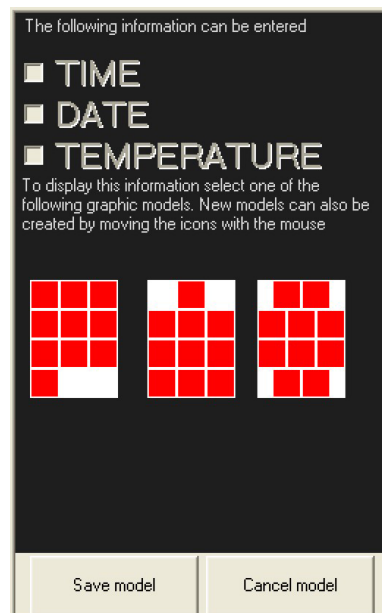 The following information can be entered
TIME
DATE
TEMPERATURE
To display this information select one of the
following graphic models. New models can also be
created by moving the icons with the mouse
Save model
Cancel model